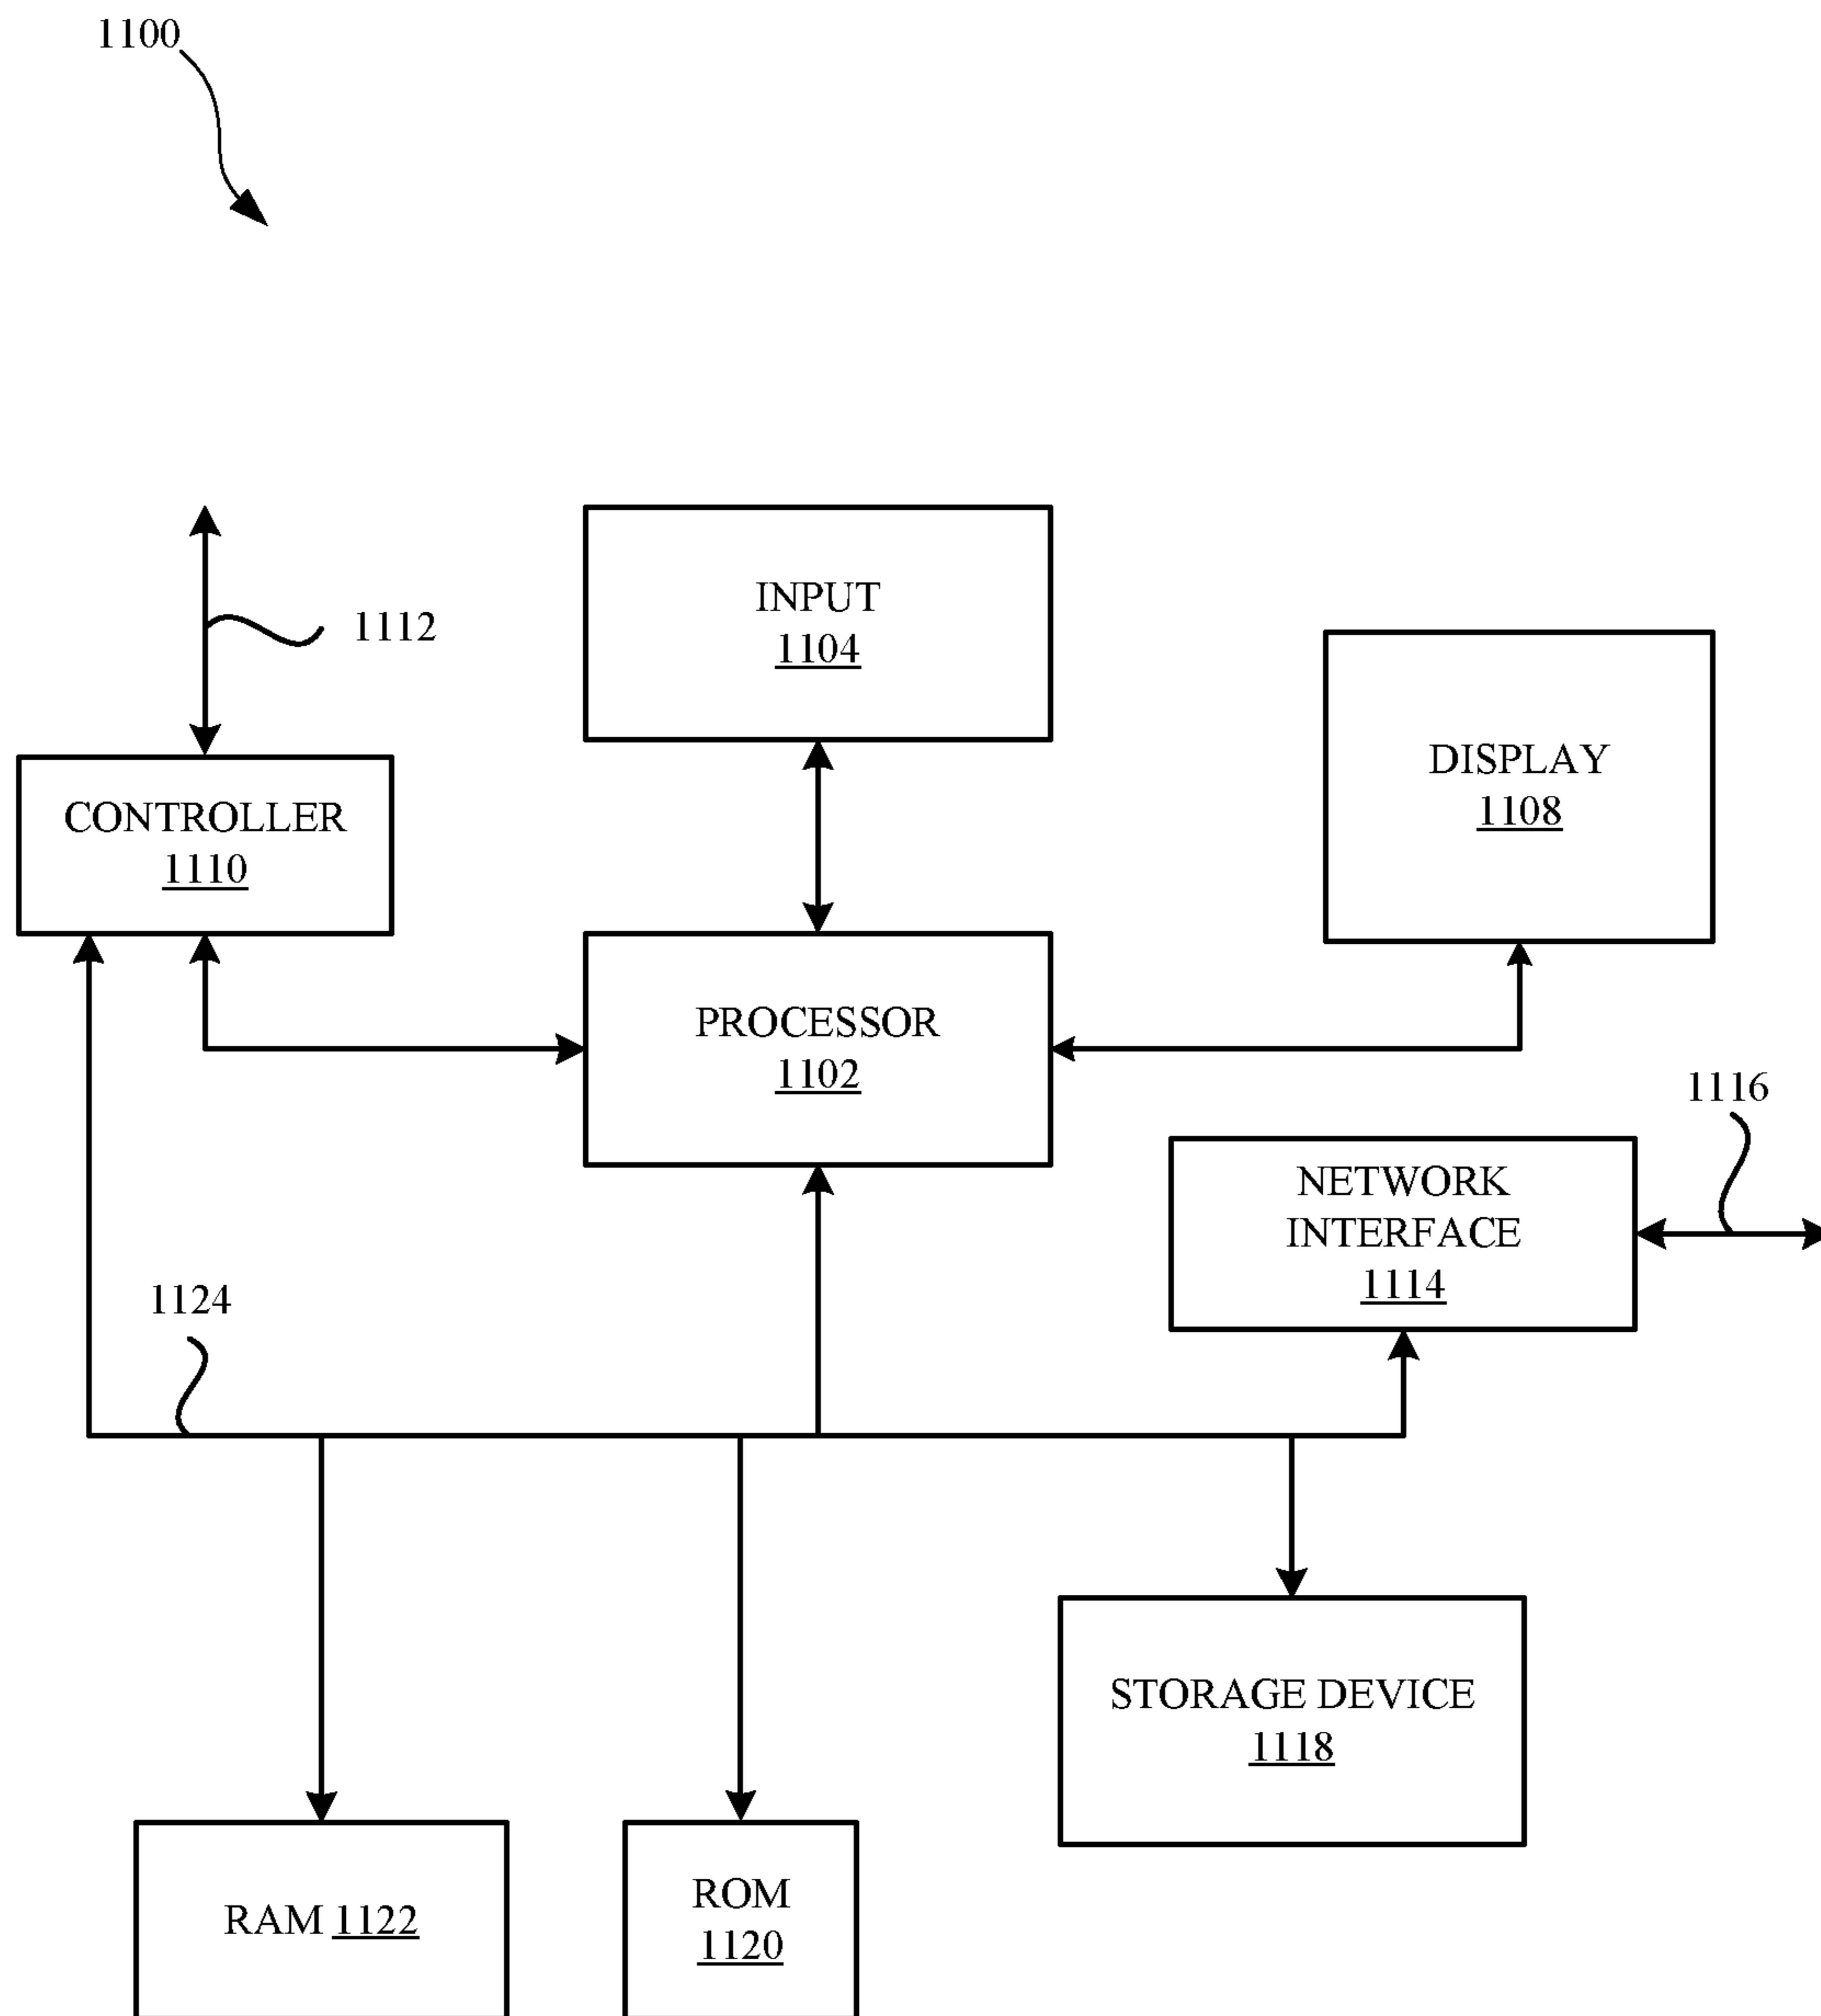 1100
INPUT
1104
1112
DISPLAY
1108
CONTROLLER
1110
PROCESSOR
1102
1116
NETWORK
INTERFACE
1114
1124
STORAGE DEVICE
1118
RAM 1122
ROM
1120